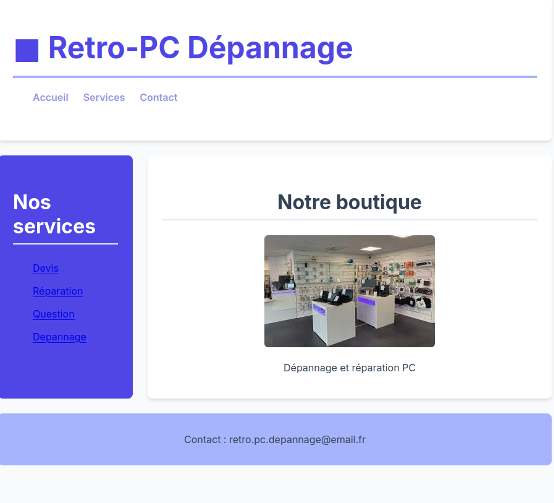 Retro-PC Dépannage
Accueil Services Contact
Nos
services
Devis
Réparation
Question
Depannage
Notre boutique
Dépannage et réparation PC
Contact : retro.pc.depannage@email.fr